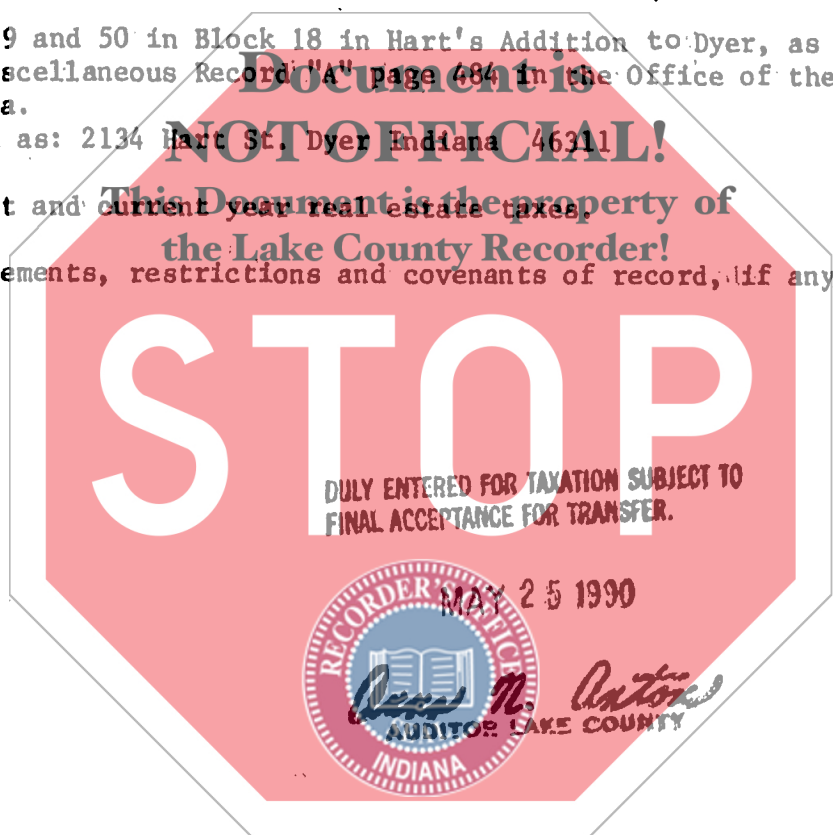 9 and 50 in Block 18 in Hart's Addition to Dyer, as
scellaneous Record "A" page 484 in the Office of the
a.
as: 2134 Hart St. Dyer Indiana 46311
t and current year real estate taxes.
ements, restrictions and covenants of record, if any
Document is
NOT OFFICIAL!
This Document is the property of
the Lake County Recorder!
STOP
DULY ENTERED FOR TAXATION SUBJECT TO
FINAL ACCEPTANCE FOR TRANSFER.
MAY 25 1990
RECORDER'S OFFICE
N. Anton
AUDITOR LAKE COUNTY
INDIANA